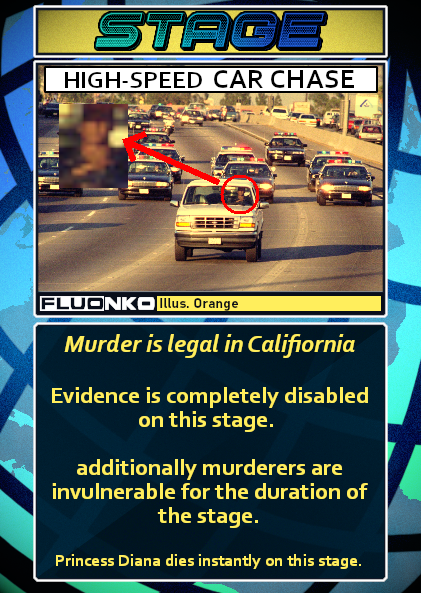 STAGE
HIGH-SPEED CAR CHASE
FLUONKO Illus. Orange
Murder is legal in Califiornia
Evidence is completely disabled
on this stage.
additionally murderers are
invulnerable for the duration of
the stage.
Princess Diana dies instantly on this stage.